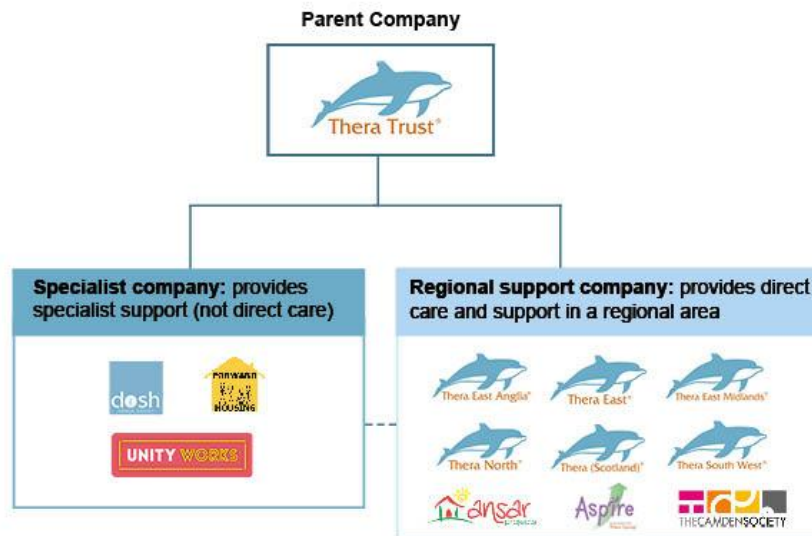 Parent Company
Thera Trust®
Specialist company: provides
specialist support (not direct care)
dosh
FORWARD
HOUSING
UNITY WORKS
Regional support company: provides direct
care and support in a regional area
Thera East Anglia®
Thera East®
Thera East Midlands®
Thera North®
Thera (Scotland)®
Thera South West®
ansar
projects
Aspire
THECAMDENSOCIETY